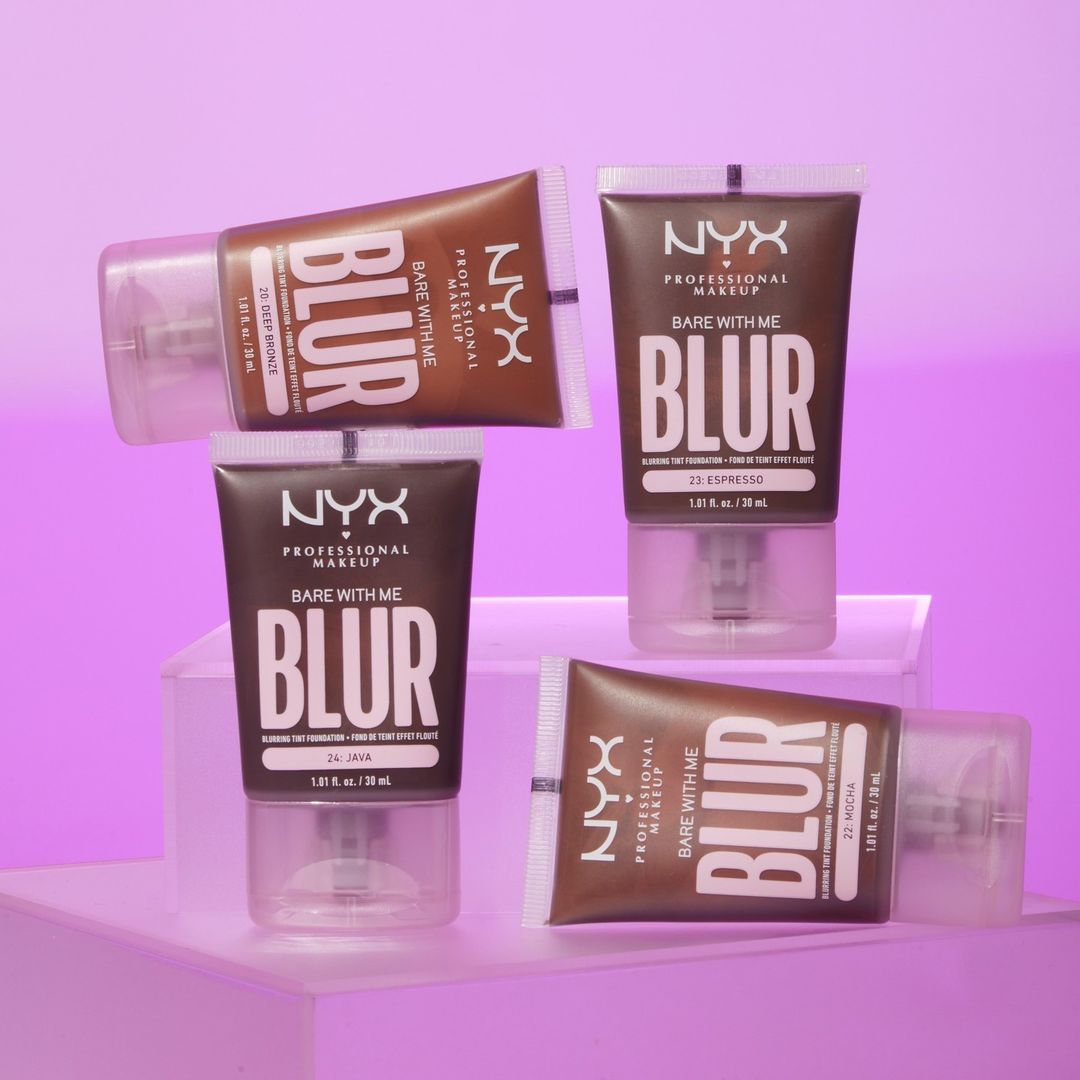 NYX
PROFESSIONAL
MAKEUP
BARE WITH ME
BLUR
BLURRING TINT FOUNDATION • FOND DE TEINT EFFET FLOUTÉ
20: DEEP BRONZE
1.01 fl. oz. / 30 mL
NYX
PROFESSIONAL
MAKEUP
BARE WITH ME
BLUR
BLURRING TINT FOUNDATION • FOND DE TEINT EFFET FLOUTÉ
23: ESPRESSO
1.01 fl. oz. / 30 mL
NYX
PROFESSIONAL
MAKEUP
BARE WITH ME
BLUR
BLURRING TINT FOUNDATION • FOND DE TEINT EFFET FLOUTÉ
24: JAVA
1.01 fl. oz. / 30 mL
NYX
PROFESSIONAL
MAKEUP
BARE WITH ME
BLUR
BLURRING TINT FOUNDATION • FOND DE TEINT EFFET FLOUTÉ
22: MOCHA
1.01 fl. oz. / 30 mL